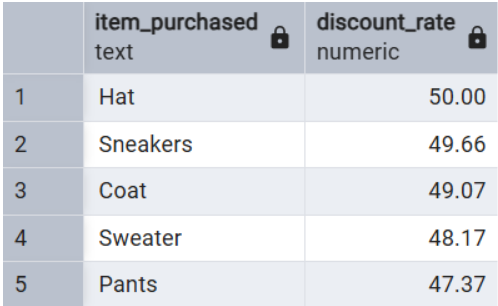 item_purchased discount_rate
text numeric
1 Hat 50.00
2 Sneakers 49.66
3 Coat 49.07
4 Sweater 48.17
5 Pants 47.37